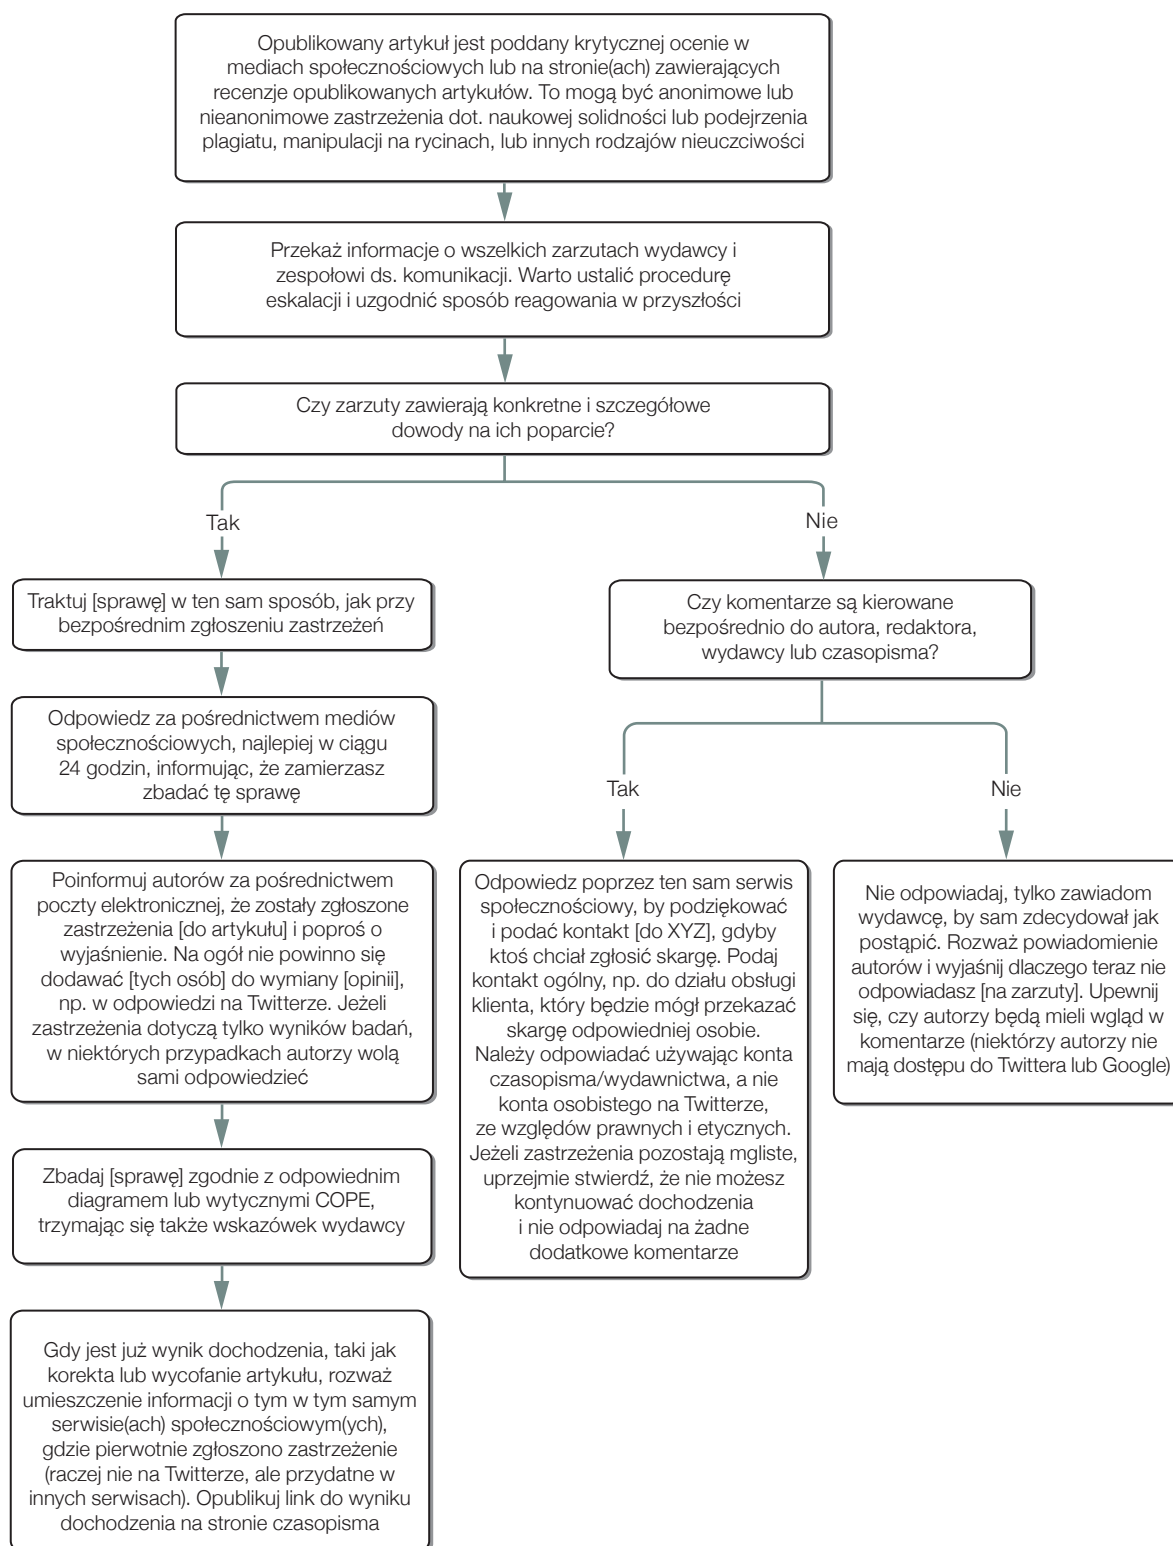 Opublikowany artykuł jest poddany krytycznej ocenie w
mediach społecznościowych lub na stronie(ach) zawierających
recenzje opublikowanych artykułów. To mogą być anonimowe lub
nieanonimowe zastrzeżenia dot. naukowej solidności lub podejrzenia
plagiatu, manipulacji na rycinach, lub innych rodzajów nieuczciwości
Przekaż informacje o wszelkich zarzutach wydawcy i
zespołowi ds. komunikacji. Warto ustalić procedurę
eskalacji i uzgodnić sposób reagowania w przyszłości
Czy zarzuty zawierają konkretne i szczegółowe
dowody na ich poparcie?
Tak
Nie
Traktuj [sprawę] w ten sam sposób, jak przy
bezpośrednim zgłoszeniu zastrzeżeń
Czy komentarze są kierowane
bezpośrednio do autora, redaktora,
wydawcy lub czasopisma?
Odpowiedz za pośrednictwem mediów
społecznościowych, najlepiej w ciągu
24 godzin, informując, że zamierzasz
zbadać tę sprawę
Tak
Nie
Poinformuj autorów za pośrednictwem
poczty elektronicznej, że zostały zgłoszone
zastrzeżenia [do artykułu] i poproś o
wyjaśnienie. Na ogół nie powinno się
dodawać [tych osób] do wymiany [opinii],
np. w odpowiedzi na Twitterze. Jeżeli
zastrzeżenia dotyczą tylko wyników badań,
w niektórych przypadkach autorzy wolą
sami odpowiedzieć
Odpowiedz poprzez ten sam serwis
społecznościowy, by podziękować
i podać kontakt [do XYZ], gdyby
ktoś chciał zgłosić skargę. Podaj
kontakt ogólny, np. do działu obsługi
klienta, który będzie mógł przekazać
skargę odpowiedniej osobie.
Należy odpowiadać używając konta
czasopisma/wydawnictwa, a nie
konta osobistego na Twitterze,
ze względów prawnych i etycznych.
Jeżeli zastrzeżenia pozostają mgliste,
uprzejmie stwierdź, że nie możesz
kontynuować dochodzenia
i nie odpowiadaj na żadne
dodatkowe komentarze
Nie odpowiadaj, tylko zawiadom
wydawcę, by sam zdecydował jak
postąpić. Rozważ powiadomienie
autorów i wyjaśnij dlaczego teraz nie
odpowiadasz [na zarzuty]. Upewnij
się, czy autorzy będą mieli wgląd w
komentarze (niektórzy autorzy nie
mają dostępu do Twittera lub Google)
Zbadaj [sprawę] zgodnie z odpowiednim
diagramem lub wytycznymi COPE,
trzymając się także wskazówek wydawcy
Gdy jest już wynik dochodzenia, taki jak
korekta lub wycofanie artykułu, rozważ
umieszczenie informacji o tym w tym samym
serwisie(ach) społecznościowym(ych),
gdzie pierwotnie zgłoszono zastrzeżenie
(raczej nie na Twitterze, ale przydatne w
innych serwisach). Opublikuj link do wyniku
dochodzenia na stronie czasopisma